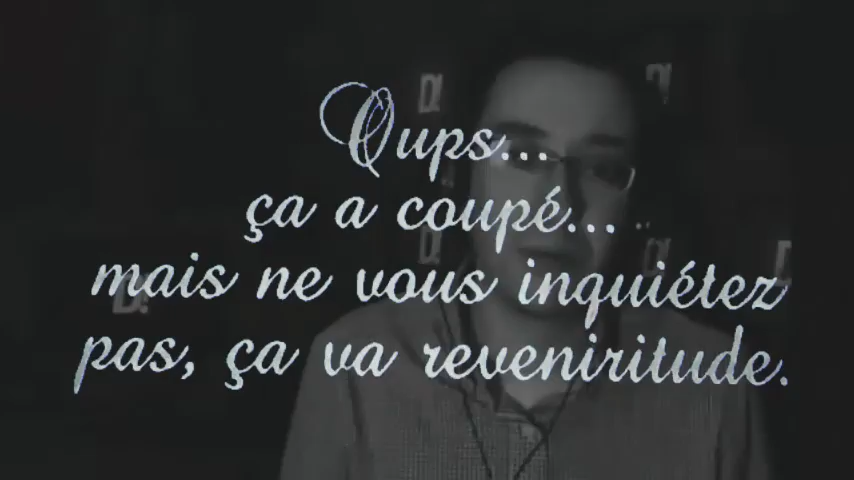 Oups...
ça a coupé...
mais ne vous inquiétez
pas, ça va reveniritude.
D!
D!
D!
D!